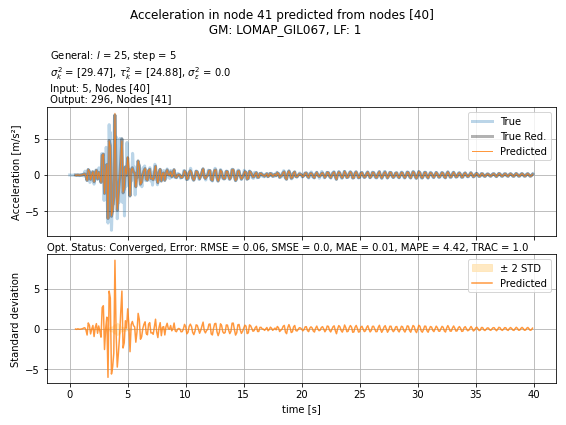 Acceleration in node 41 predicted from nodes [40]
GM: LOMAP_GIL067, LF: 1
General: l = 25, step = 5
σ²ₖ = [29.47], τ²ₖ = [24.88], σ²ε = 0.0
Input: 5, Nodes [40]
Output: 296, Nodes [41]
Acceleration [m/s²]
5
0
−5
True
True Red.
Predicted
Opt. Status: Converged, Error: RMSE = 0.06, SMSE = 0.0, MAE = 0.01, MAPE = 4.42, TRAC = 1.0
Standard deviation
5
0
−5
± 2 STD
Predicted
0 5 10 15 20 25 30 35 40
time [s]